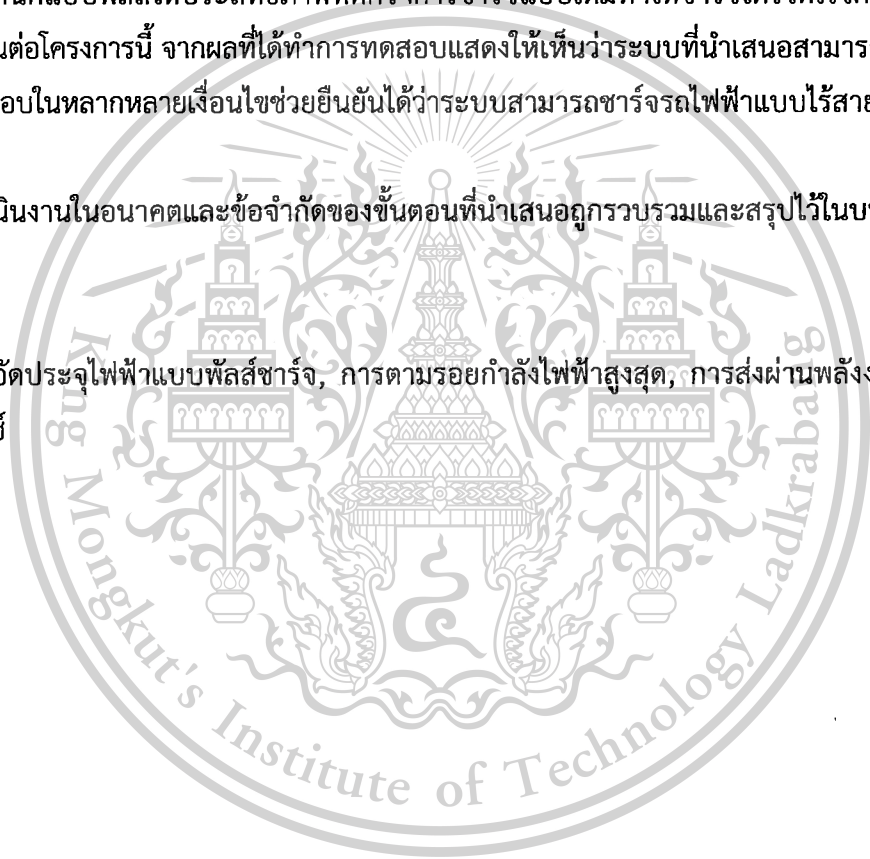 นต่อโครงการนี้ จากผลที่ได้ทำการทดสอบแสดงให้เห็นว่าระบบที่นำเสนอสามาร
อบในหลากหลายเงื่อนไขช่วยยืนยันได้ว่าระบบสามารถชาร์จรถไฟฟ้าแบบไร้สาย
นินงานในอนาคตและข้อจำกัดของขั้นตอนที่นำเสนอถูกรวบรวมและสรุปไว้ในบ
อัดประจุไฟฟ้าแบบพัลส์ชาร์จ, การตามรอยกำลังไฟฟ้าสูงสุด, การส่งผ่านพลังง
ซ์
King Mongkut's Institute of Technology Ladkrabang